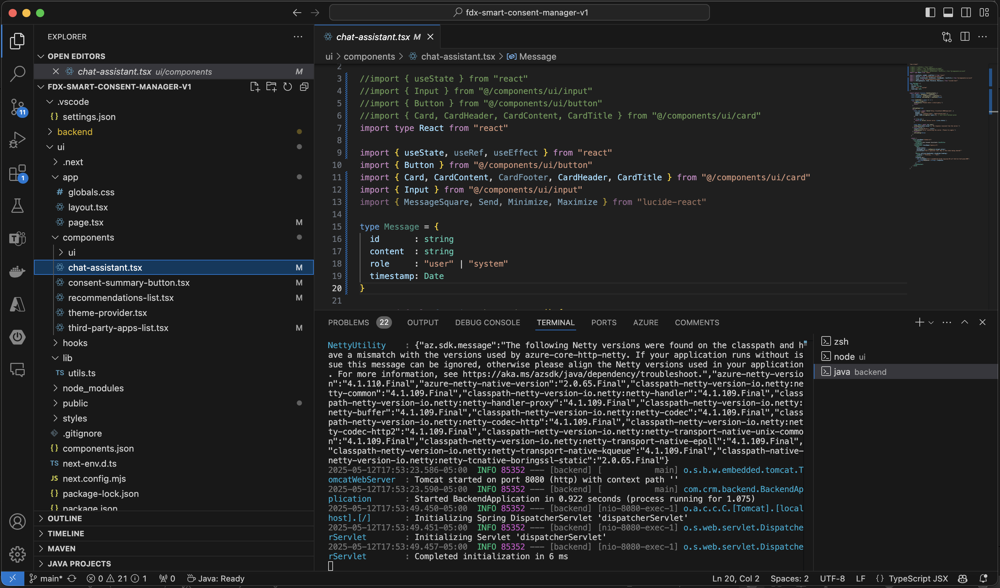 fdx-smart-consent-manager-v1
EXPLORER
OPEN EDITORS
chat-assistant.tsx ui/components M
FDX-SMART-CONSENT-MANAGER-V1
.vscode
{} settings.json
backend
ui
.next
app
# globals.css
layout.tsx
page.tsx M
components
ui
chat-assistant.tsx M
consent-summary-button.tsx M
recommendations-list.tsx M
theme-provider.tsx
third-party-apps-list.tsx M
hooks
lib
TS utils.ts
node_modules
public
styles
.gitignore
{} components.json
TS next-env.d.ts
JS next.config.mjs
{} package-lock.json
{} package.json
OUTLINE
TIMELINE
MAVEN
JAVA PROJECTS
11
1
chat-assistant.tsx M
ui > components > chat-assistant.tsx > Message
2
3 //import { useState } from "react"
4 //import { Input } from "@/components/ui/input"
5 //import { Button } from "@/components/ui/button"
6 //import { Card, CardHeader, CardContent, CardTitle } from "@/components/ui/card"
7 import type React from "react"
8
9 import { useState, useRef, useEffect } from "react"
10 import { Button } from "@/components/ui/button"
11 import { Card, CardContent, CardFooter, CardHeader, CardTitle } from "@/components/ui/card"
12 import { Input } from "@/components/ui/input"
13 import { MessageSquare, Send, Minimize, Maximize } from "lucide-react"
14
15 type Message = {
16 id : string
17 content : string
18 role : "user" | "system"
19 timestamp: Date
20 }
21
PROBLEMS 22 OUTPUT DEBUG CONSOLE TERMINAL PORTS AZURE COMMENTS
NettyUtility : {"az.sdk.message":"The following Netty versions were found on the classpath and h
ave a mismatch with the versions used by azure-core-http-netty. If your application runs without is
sue this message can be ignored, otherwise please align the Netty versions used in your application
. For more information, see https://aka.ms/azsdk/java/dependency/troubleshoot.","azure-netty-versio
n":"4.1.110.Final","azure-netty-native-version":"2.0.65.Final","classpath-netty-version-io.netty:ne
tty-common":"4.1.109.Final","classpath-netty-version-io.netty:netty-handler":"4.1.109.Final","class
path-netty-version-io.netty:netty-handler-proxy":"4.1.109.Final","classpath-netty-version-io.netty:
netty-buffer":"4.1.109.Final","classpath-netty-version-io.netty:netty-codec":"4.1.109.Final","class
path-netty-version-io.netty:netty-codec-http":"4.1.109.Final","classpath-netty-version-io.netty:net
ty-codec-http2":"4.1.109.Final","classpath-netty-version-io.netty:netty-transport-native-unix-commo
n":"4.1.109.Final","classpath-netty-version-io.netty:netty-transport-native-epoll":"4.1.109.Final",
"classpath-netty-version-io.netty:netty-transport-native-kqueue":"4.1.109.Final","classpath-native-
netty-version-io.netty:netty-tcnative-boringssl-static":"2.0.65.Final"}
2025-05-12T17:53:23.586-05:00 INFO 85352 --- [backend] [ main] o.s.b.w.embedded.tomcat.T
omcatWebServer : Tomcat started on port 8080 (http) with context path ''
2025-05-12T17:53:23.590-05:00 INFO 85352 --- [backend] [ main] com.crm.backend.BackendAp
plication : Started BackendApplication in 0.922 seconds (process running for 1.075)
2025-05-12T17:53:49.450-05:00 INFO 85352 --- [backend] [nio-8080-exec-1] o.a.c.c.C.[Tomcat].[local
host].[/] : Initializing Spring DispatcherServlet 'dispatcherServlet'
2025-05-12T17:53:49.451-05:00 INFO 85352 --- [backend] [nio-8080-exec-1] o.s.web.servlet.Dispatche
rServlet : Initializing Servlet 'dispatcherServlet'
2025-05-12T17:53:49.457-05:00 INFO 85352 --- [backend] [nio-8080-exec-1] o.s.web.servlet.Dispatche
rServlet : Completed initialization in 6 ms
zsh
node ui
java backend
main* 0 21 1 0 Java: Ready Ln 20, Col 2 Spaces: 2 UTF-8 LF {} TypeScript JSX